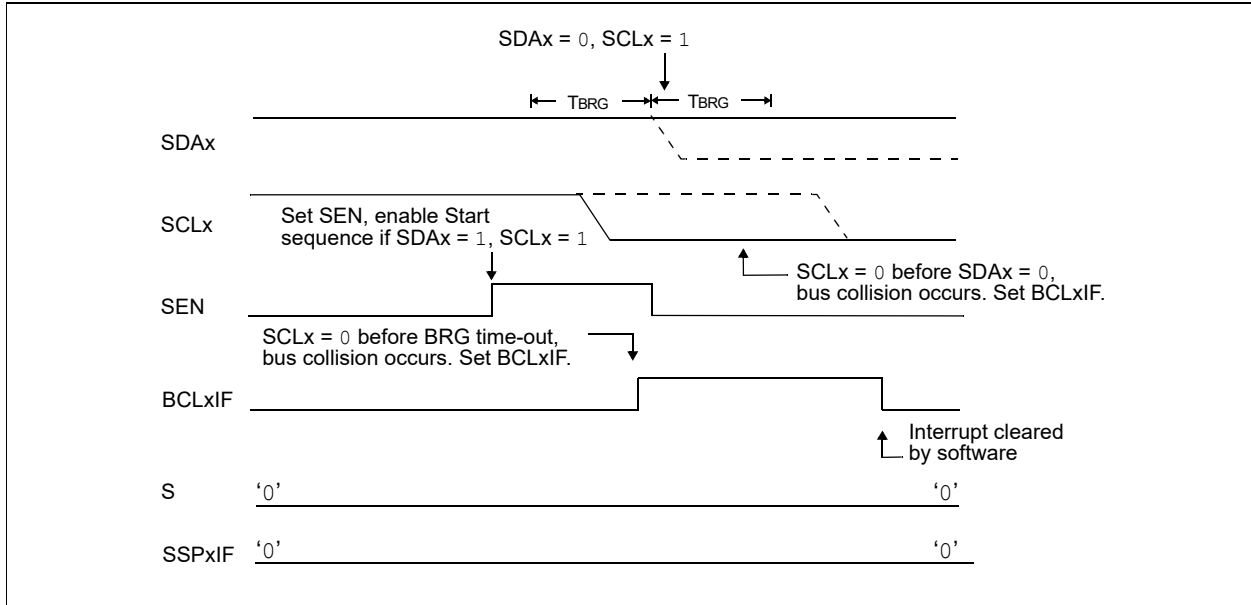 SDAx = 0, SCLx = 1
TBRG TBRG
SDAx
SCLx
Set SEN, enable Start
sequence if SDAx = 1, SCLx = 1
SCLx = 0 before SDAx = 0,
bus collision occurs. Set BCLxIF.
SEN
SCLx = 0 before BRG time-out,
bus collision occurs. Set BCLxIF.
BCLxIF
Interrupt cleared
by software
S ‘0’ ‘0’
SSPxIF ‘0’ ‘0’